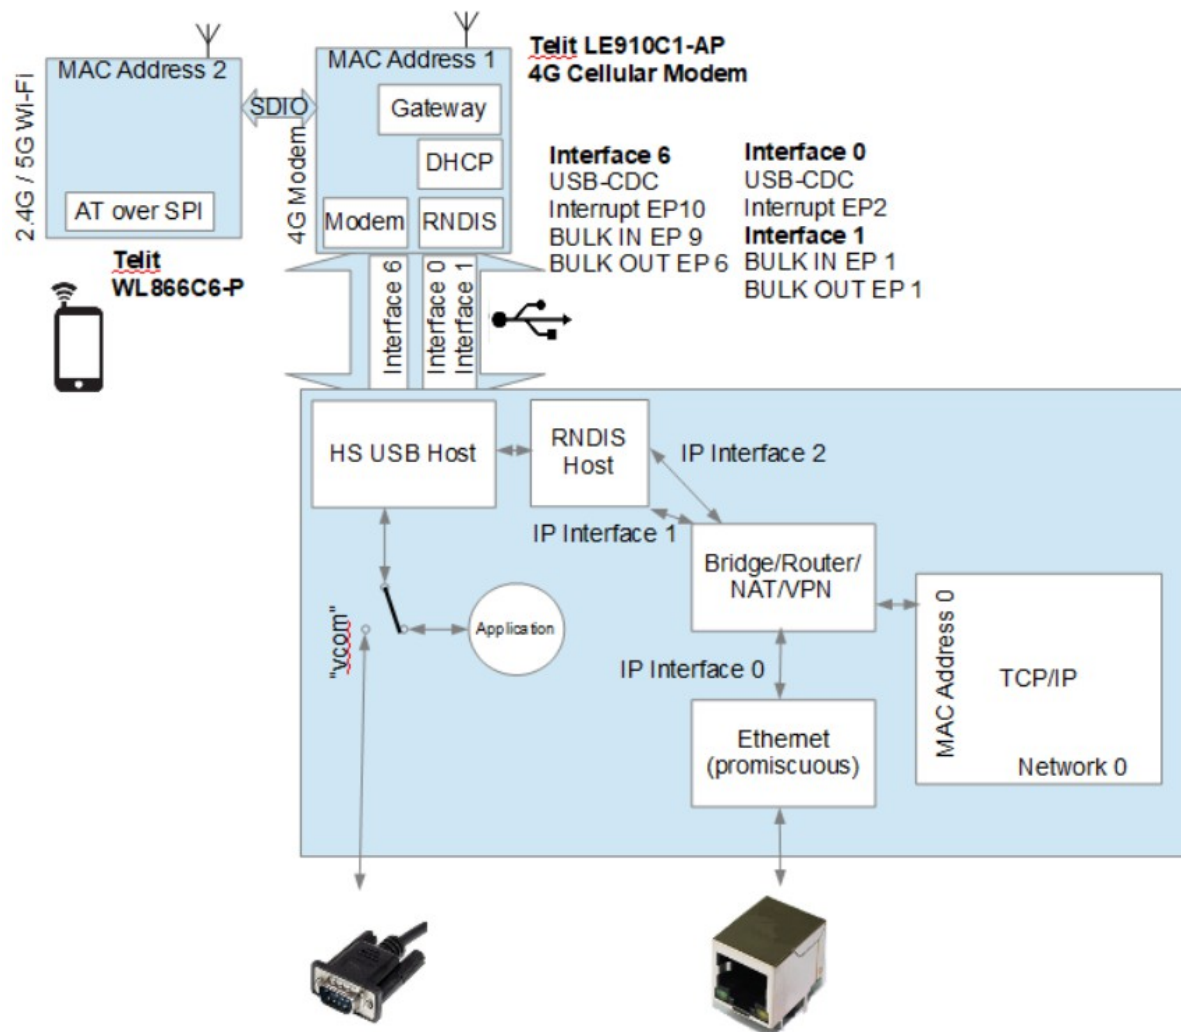 Telit LE910C1-AP
4G Cellular Modem
MAC Address 2
MAC Address 1
2.4G / 5G Wi-Fi
SDIO
4G Modem
Gateway
DHCP
AT over SPI
Modem
RNDIS
Telit
WL866C6-P
Interface 6
USB-CDC
Interrupt EP10
BULK IN EP 9
BULK OUT EP 6
Interface 0
USB-CDC
Interrupt EP2
Interface 1
BULK IN EP 1
BULK OUT EP 1
Interface 6
Interface 0
Interface 1
HS USB Host
RNDIS
Host
IP Interface 2
IP Interface 1
Bridge/Router/
NAT/VPN
"vcom"
Application
IP Interface 0
MAC Address 0
TCP/IP
Network 0
Ethernet
(promiscuous)